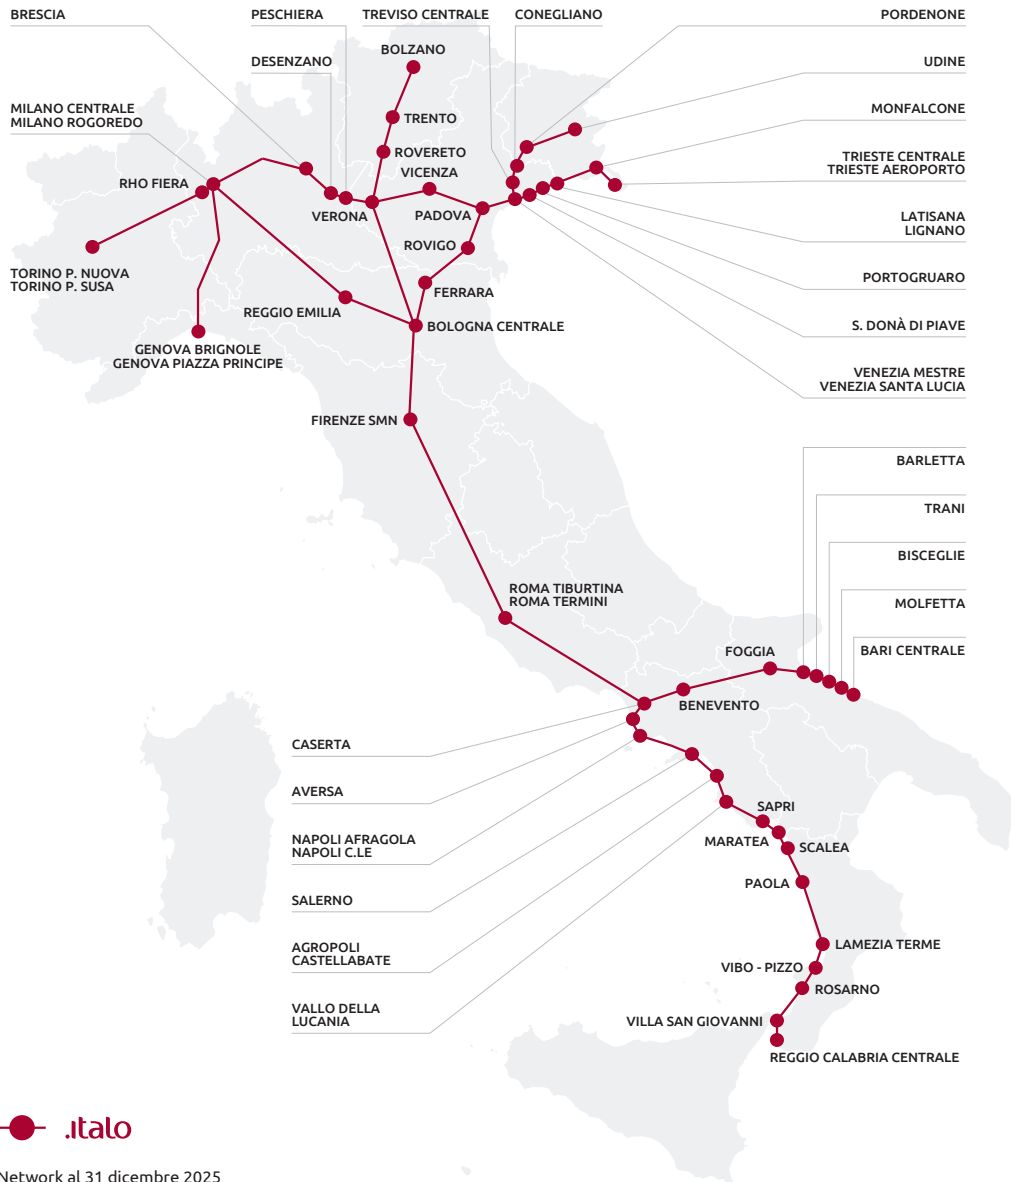 BRESCIA
PESCHIERA
TREVISO CENTRALE
CONEGLIANO
PORDENONE
BOLZANO
DESENZANO
UDINE
MILANO CENTRALE
MILANO ROGOREDO
TRENTO
MONFALCONE
ROVERETO
VICENZA
TRIESTE CENTRALE
TRIESTE AEROPORTO
RHO FIERA
VERONA
PADOVA
LATISANA
LIGNANO
ROVIGO
TORINO P. NUOVA
TORINO P. SUSA
PORTOGRUARO
FERRARA
REGGIO EMILIA
BOLOGNA CENTRALE
S. DONÀ DI PIAVE
GENOVA BRIGNOLE
GENOVA PIAZZA PRINCIPE
VENEZIA MESTRE
VENEZIA SANTA LUCIA
FIRENZE SMN
BARLETTA
TRANI
BISCEGLIE
ROMA TIBURTINA
ROMA TERMINI
MOLFETTA
FOGGIA
BARI CENTRALE
BENEVENTO
CASERTA
AVERSA
SAPRI
NAPOLI AFRAGOLA
NAPOLI C.LE
MARATEA
SCALEA
PAOLA
SALERNO
AGROPOLI
CASTELLABATE
LAMEZIA TERME
VIBO - PIZZO
ROSARNO
VALLO DELLA
LUCANIA
VILLA SAN GIOVANNI
REGGIO CALABRIA CENTRALE
.italo
Network al 31 dicembre 2025